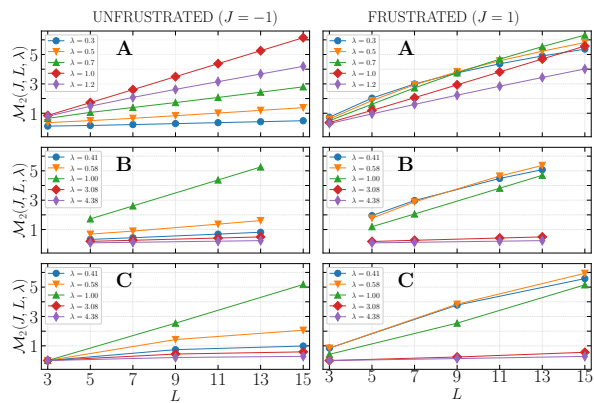 UNFRUSTRATED (J = −1)
FRUSTRATED (J = 1)
M₂(J, L, λ)
5
3
1
λ = 0.3
λ = 0.5
λ = 0.7
λ = 1.0
λ = 1.2
A
λ = 0.3
λ = 0.5
λ = 0.7
λ = 1.0
λ = 1.2
A
M₂(J, L, λ)
5
3
1
λ = 0.41
λ = 0.58
λ = 1.00
λ = 3.08
λ = 4.38
B
λ = 0.41
λ = 0.58
λ = 1.00
λ = 3.08
λ = 4.38
B
M₂(J, L, λ)
5
3
1
λ = 0.41
λ = 0.58
λ = 1.00
λ = 3.08
λ = 4.38
C
λ = 0.41
λ = 0.58
λ = 1.00
λ = 3.08
λ = 4.38
C
3 5 7 9 11 13 15
L
3 5 7 9 11 13 15
L